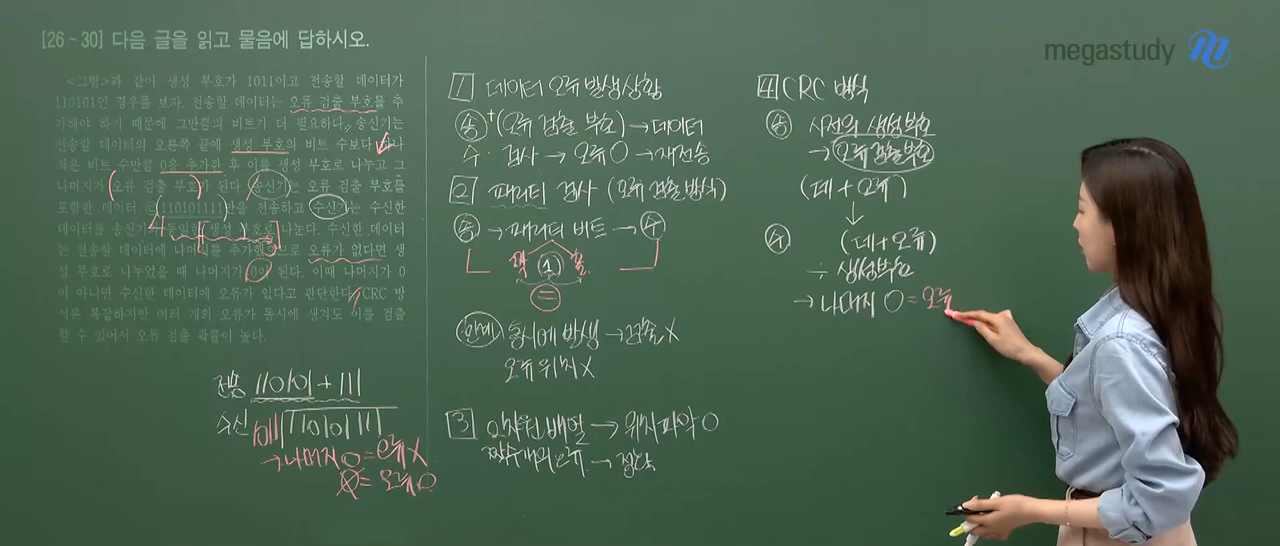 [26 ~ 30] 다음 글을 읽고 물음에 답하시오.
<그림>과 같이 생성 부호가 1011이고 전송할 데이터가
110101인 경우를 보자. 전송할 데이터는 오류 검출 부호를 추
가해야 하기 때문에 그만큼의 비트가 더 필요하다. 송신기는
전송할 데이터의 오른쪽 끝에 생성 부호의 비트 수보다 하나
작은 비트 수만큼 0을 추가한 후 이를 생성 부호로 나누고 그
나머지가 오류 검출 부호가 된다. 송신기는 오류 검출 부호를
포함한 데이터 ㉢ 110101111만을 전송하고 수신기는 수신한
데이터를 송신기와 동일한 생성 부호로 나눈다. 수신한 데이터
는 전송할 데이터에 나머지를 추가했으므로 오류가 없다면 생
성 부호로 나누었을 때 나머지가 0이 된다. 이때 나머지가 0
이 아니면 수신한 데이터에 오류가 있다고 판단한다. CRC 방
식은 복잡하지만 여러 개의 오류가 동시에 생겨도 이를 검출
할 수 있어서 오류 검출 확률이 높다.
전송 110101 + 111
수신 1011 110101111
→ 나머지 0 = 오류 X
= 오류 O
1 데이터 오류 발생 상황
송 + (오류 검출 부호) → 데이터
수 · 검사 → 오류 O → 재전송
2 패리티 검사 (오류 검출 방식)
송 → 패리티 비트 → 수
짝 1 홀
=
한계 동시에 발생 → 검출 X
오류 위치 X
3 이차원 배열 → 위치 파악 O
짝수 개의 오류 →
4 CRC 방식
송 사전의 생성부호
→ 오류 검출부호
(데 + 오류)
↓
수 (데 + 오류)
÷ 생성부호
→ 나머지 0 = 오류
megastudy